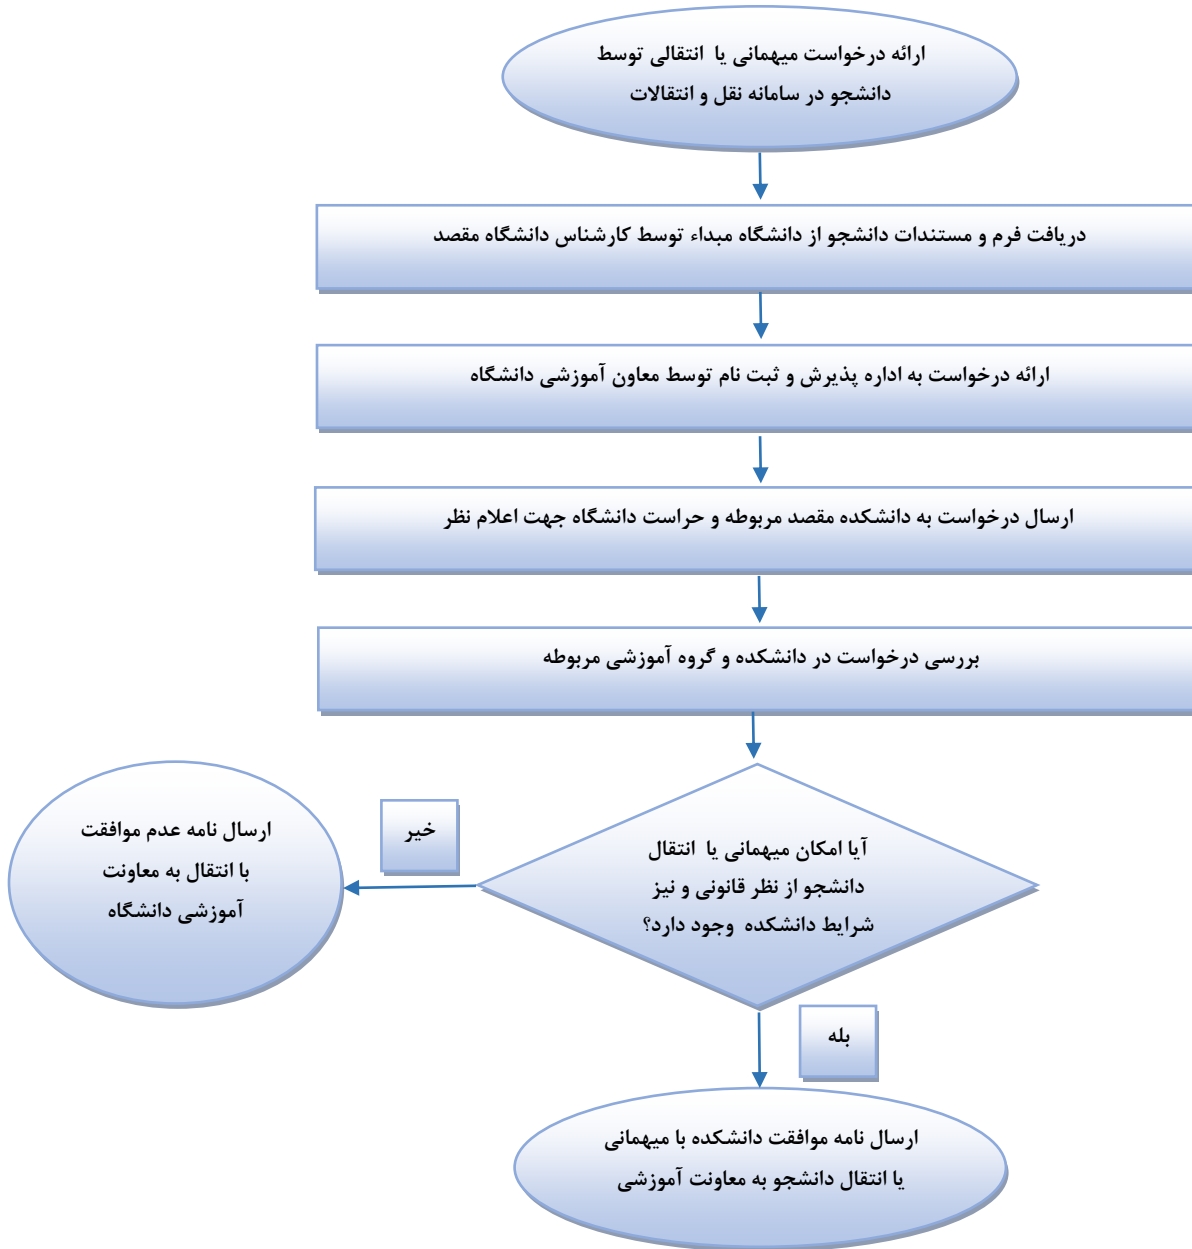 ارائه درخواست میهمانی یا انتقالی توسط
دانشجو در سامانه نقل و انتقالات
دریافت فرم و مستندات دانشجو از دانشگاه مبداء توسط کارشناس دانشگاه مقصد
ارائه درخواست به اداره پذیرش و ثبت نام توسط معاون آموزشی دانشگاه
ارسال درخواست به دانشکده مقصد مربوطه و حراست دانشگاه جهت اعلام نظر
بررسی درخواست در دانشکده و گروه آموزشی مربوطه
آیا امکان میهمانی یا انتقال
دانشجو از نظر قانونی و نیز
شرایط دانشکده وجود دارد؟
خیر
ارسال نامه عدم موافقت
با انتقال به معاونت
آموزشی دانشگاه
بله
ارسال نامه موافقت دانشکده با میهمانی
یا انتقال دانشجو به معاونت آموزشی